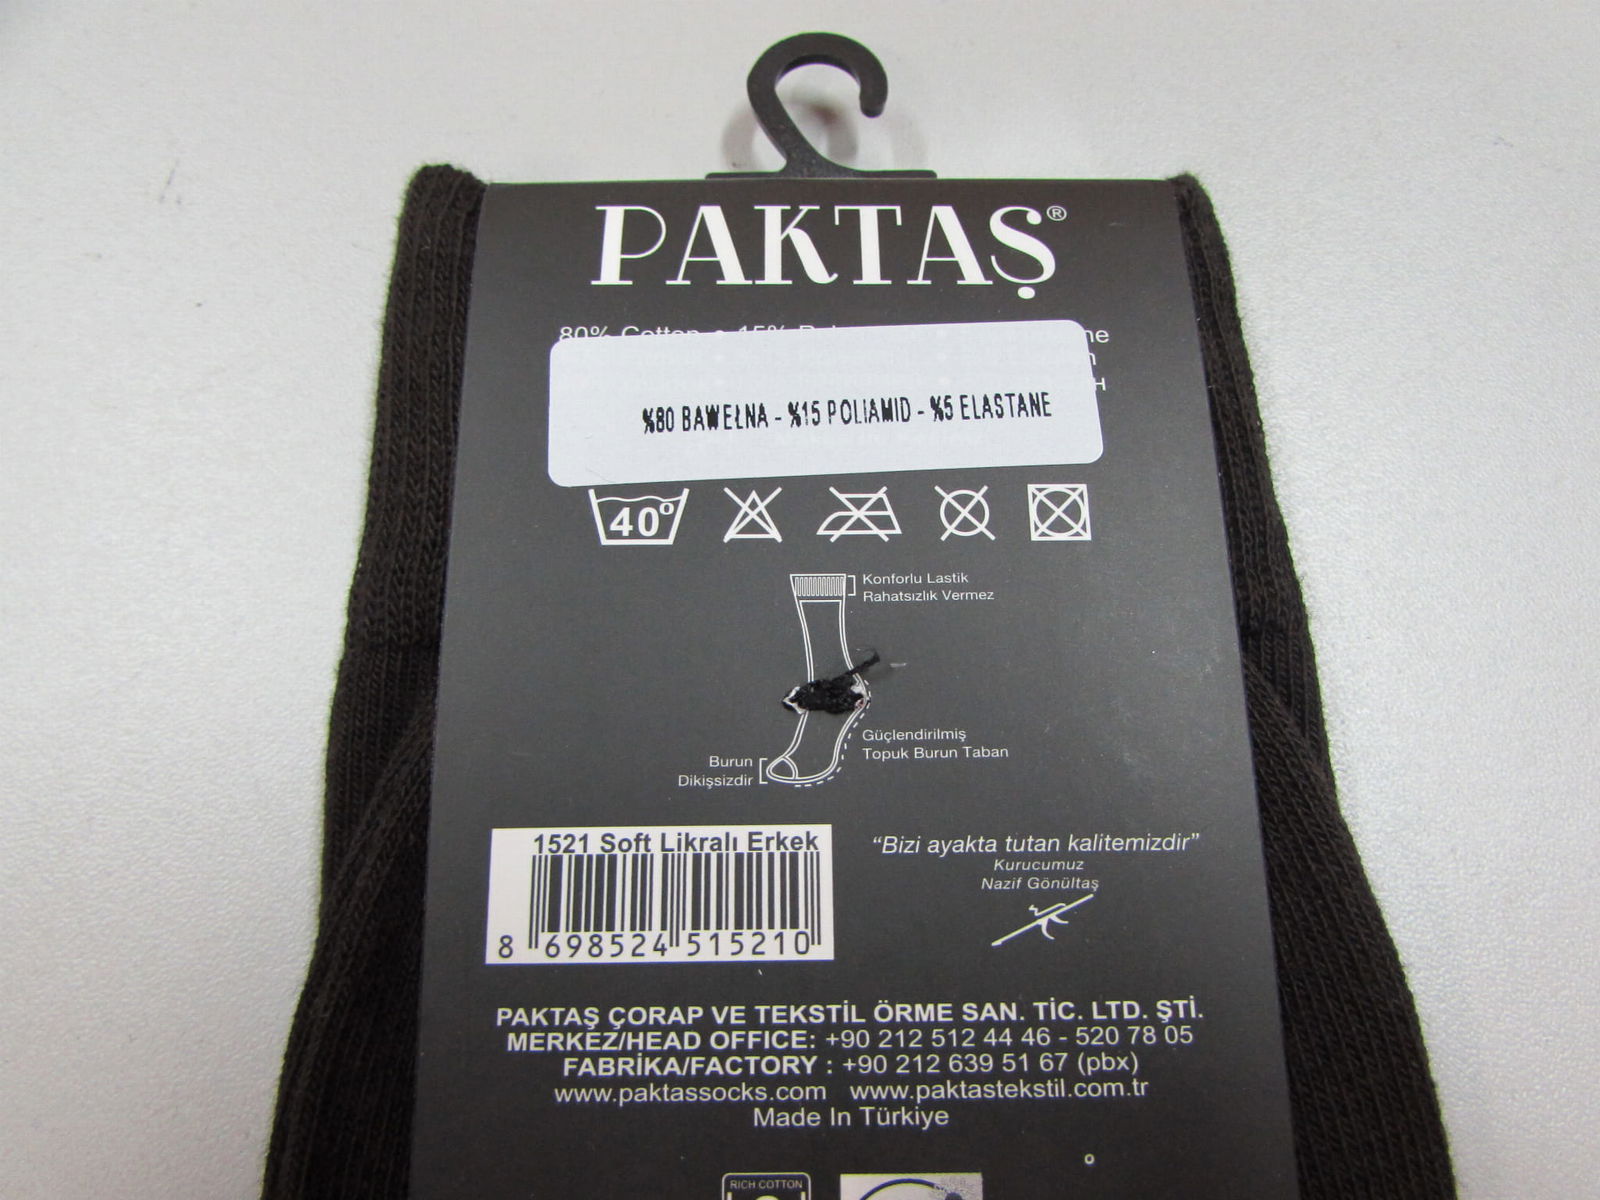 PAKTAŞ®
80% Cotton • 15%
%80 BAWEŁNA - %15 POLIAMID - %5 ELASTANE
40°
Konforlu Lastik
Rahatsızlık Vermez
Güçlendirilmiş
Topuk Burun Taban
Burun
Dikişsizdir
1521 Soft Likralı Erkek
8 698524 515210
“Bizi ayakta tutan kalitemizdir”
Kurucumuz
Nazif Gönültaş
PAKTAŞ ÇORAP VE TEKSTİL ÖRME SAN. TİC. LTD. ŞTİ.
MERKEZ/HEAD OFFICE: +90 212 512 44 46 - 520 78 05
FABRİKA/FACTORY : +90 212 639 51 67 (pbx)
www.paktassocks.com www.paktastekstil.com.tr
Made In Türkiye
RICH COTTON